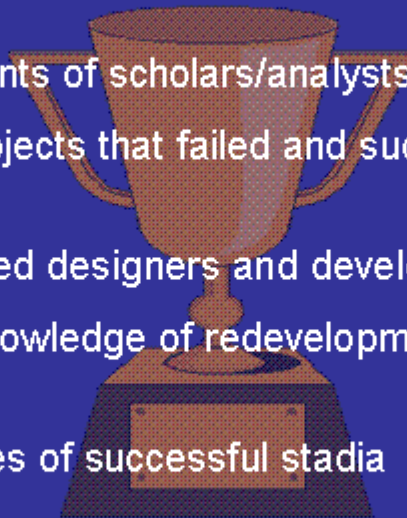 nts of scholars/analysts
jects that failed and suc
ed designers and develo
owledge of redevelopm
es of successful stadia